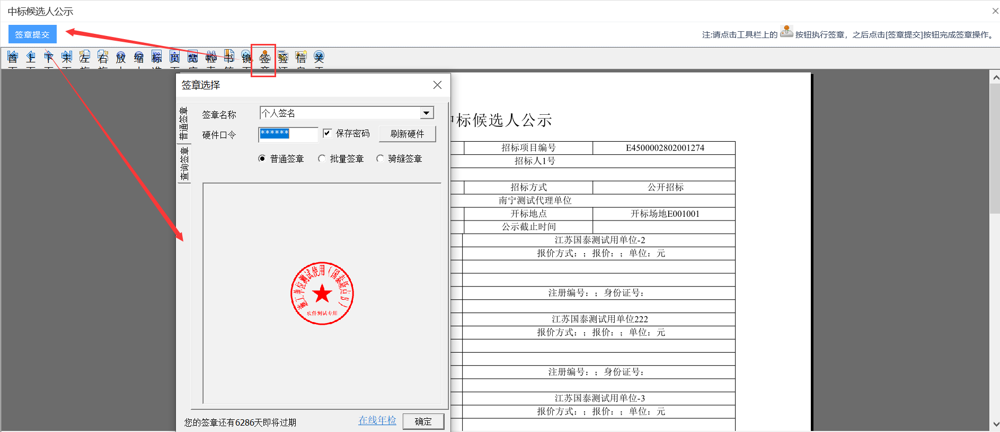 中标候选人公示
签章提交
注:请点击工具栏上的 按钮执行签章，之后点击[签章提交]按钮完成签章操作。
首 上 下 末 左 右 放 缩 标 页 宽 检 书 镜 签 验 信 关
签章选择
普通签章
查询签章
签章名称 个人签名
硬件口令 ****** 保存密码 刷新硬件
普通签章 批量签章 骑缝签章
软件测试专用
您的签章还有6286天即将过期 在线年检 确定
中标候选人公示
招标项目编号 E4500002802001274
招标人1号
招标方式 公开招标
南宁测试代理单位
开标地点 开标场地E001001
公示截止时间
江苏国泰测试用单位-2
报价方式：；报价：；单位：元
注册编号：；身份证号：
江苏国泰测试用单位222
报价方式：；报价：；单位：元
注册编号：；身份证号：
江苏国泰测试用单位-3
报价方式：；报价：；单位：元